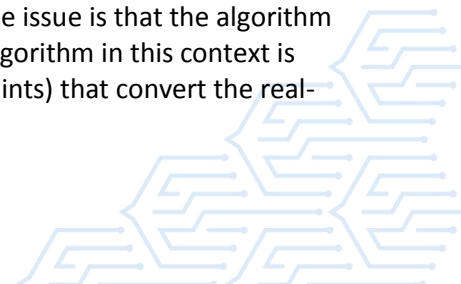 e issue is that the algorithm
gorithm in this context is
ints) that convert the real-